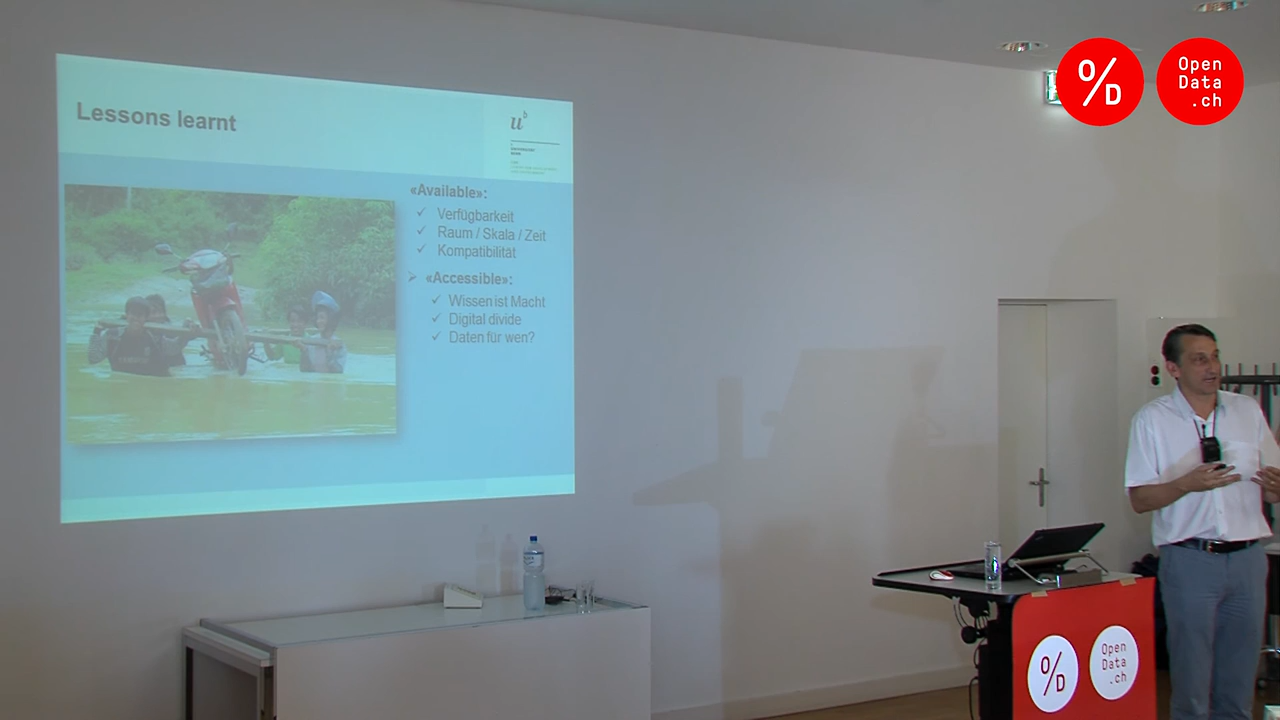 Lessons learnt
u b
«Available»:
Verfügbarkeit
Raum / Skala / Zeit
Kompatibilität
«Accessible»:
Wissen ist Macht
Digital divide
Daten für wen?
%D
Open
Data
.ch
%D
Open
Data
.ch